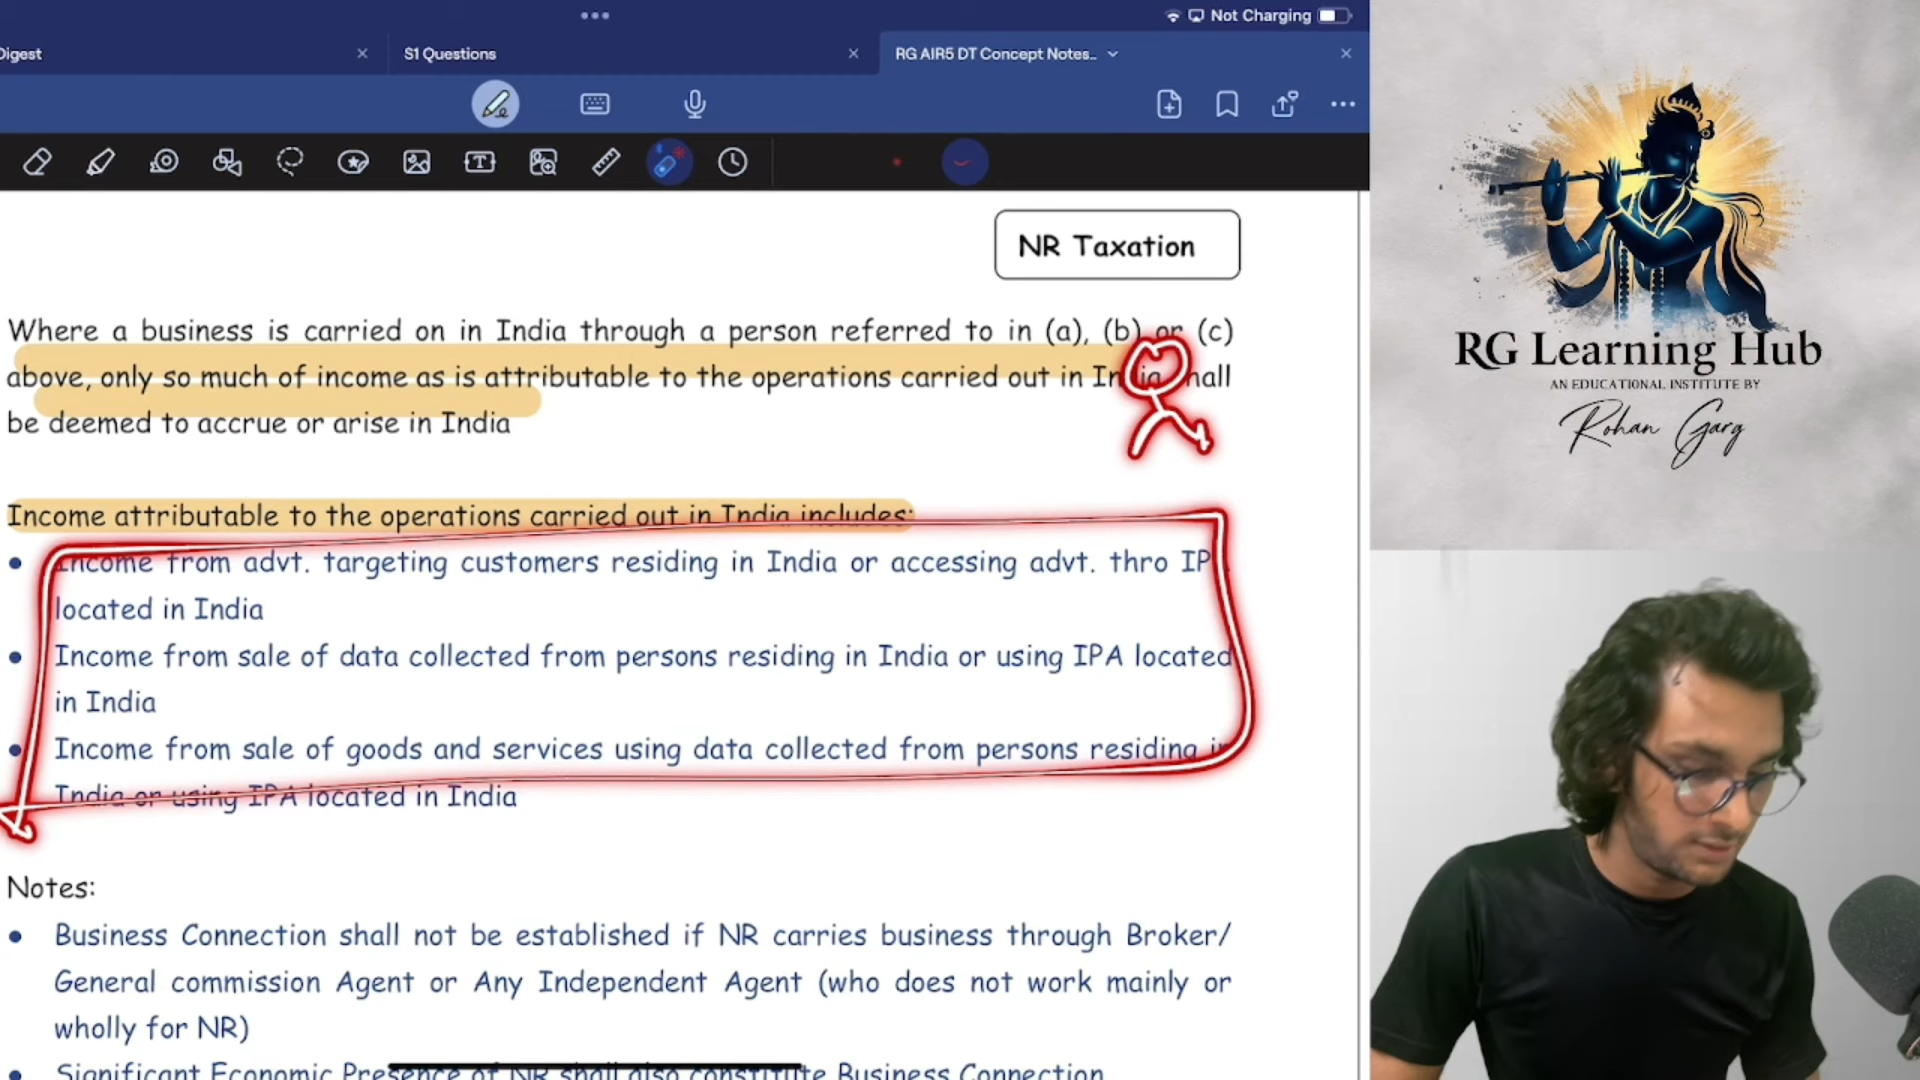 Not Charging
Digest
S1 Questions
RG AIR5 DT Concept Notes..
NR Taxation
Where a business is carried on in India through a person referred to in (a), (b) or (c)
above, only so much of income as is attributable to the operations carried out in India shall
be deemed to accrue or arise in India
Income attributable to the operations carried out in India includes:
• Income from advt. targeting customers residing in India or accessing advt. thro IP
located in India
• Income from sale of data collected from persons residing in India or using IPA located
in India
• Income from sale of goods and services using data collected from persons residing in
India or using IPA located in India
Notes:
• Business Connection shall not be established if NR carries business through Broker/
General commission Agent or Any Independent Agent (who does not work mainly or
wholly for NR)
• Significant Economic Presence of NR shall also constitute Business Connection
RG Learning Hub
AN EDUCATIONAL INSTITUTE BY
Rohan Garg